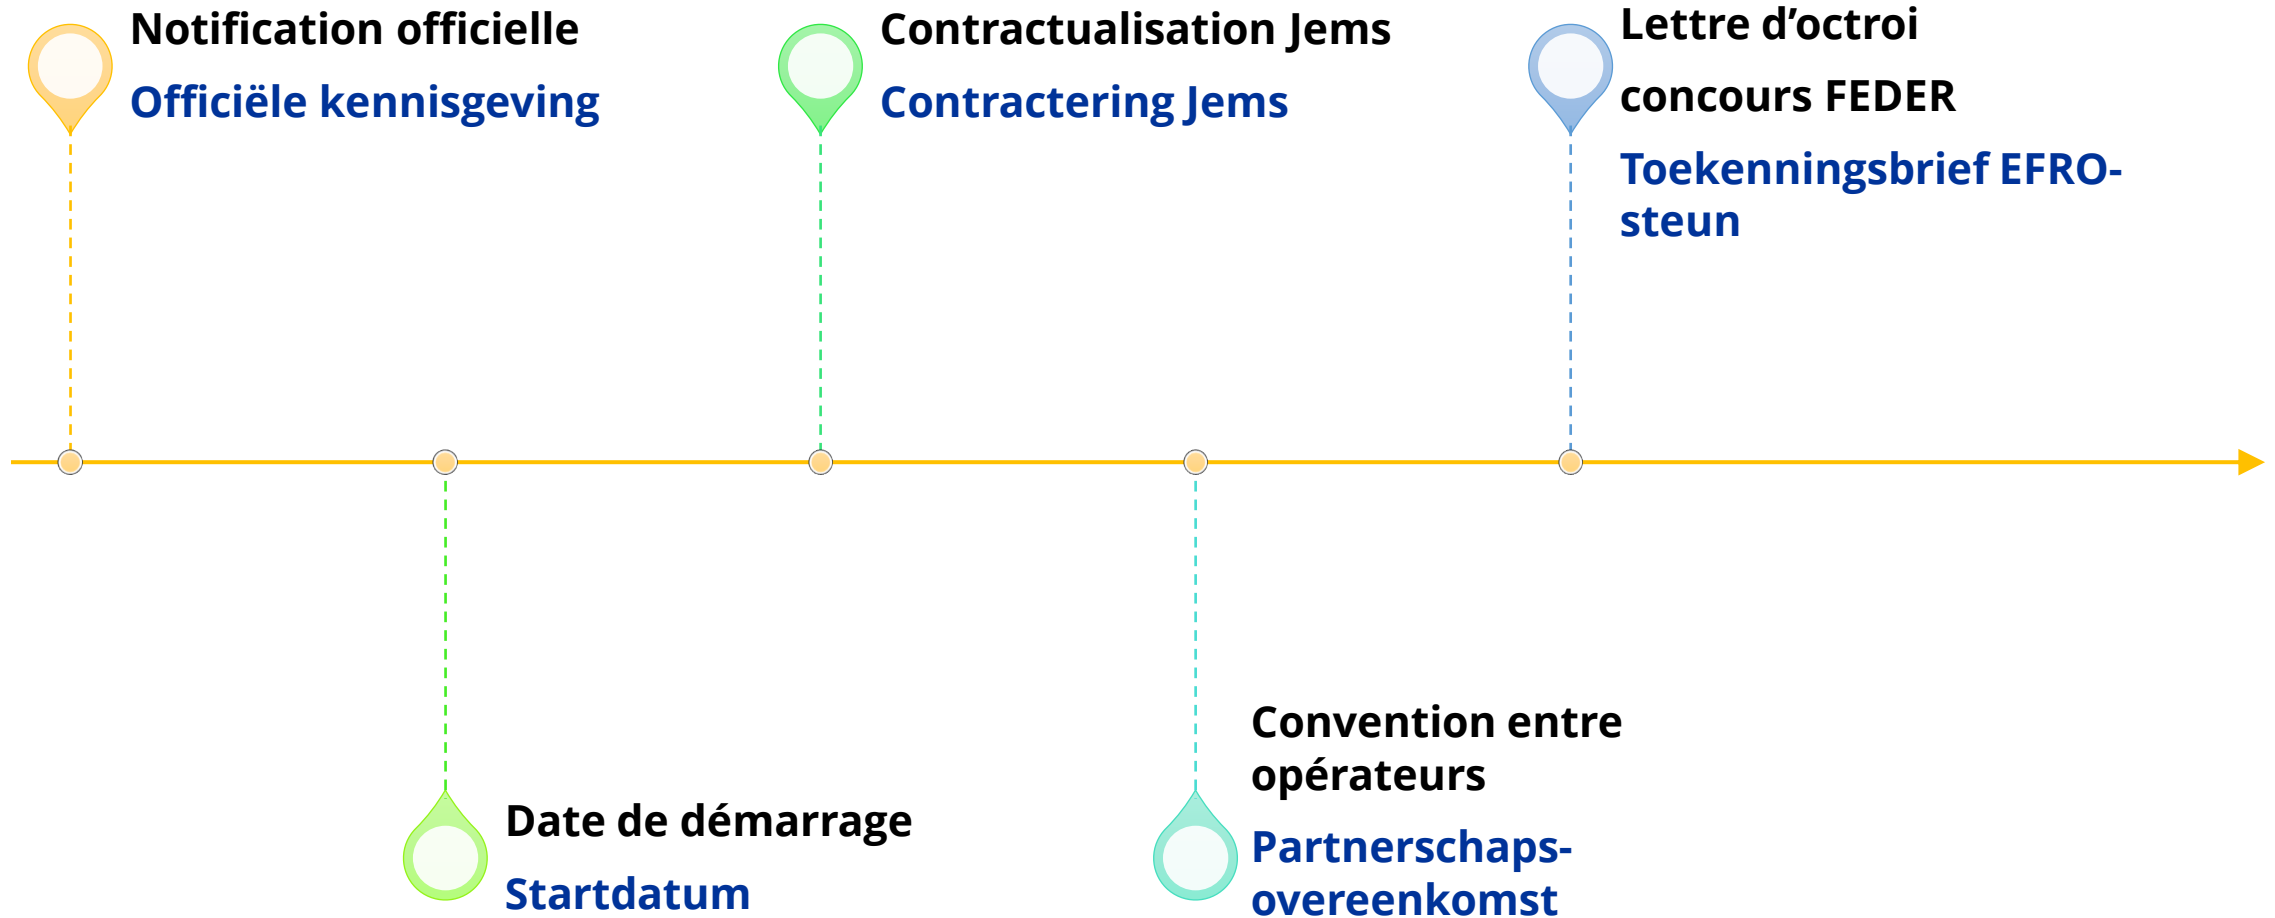 Notification officielle
Officiële kennisgeving
Date de démarrage
Startdatum
Contractualisation Jems
Contractering Jems
Convention entre
opérateurs
Partnerschaps-
overeenkomst
Lettre d’octroi
concours FEDER
Toekenningsbrief EFRO-
steun